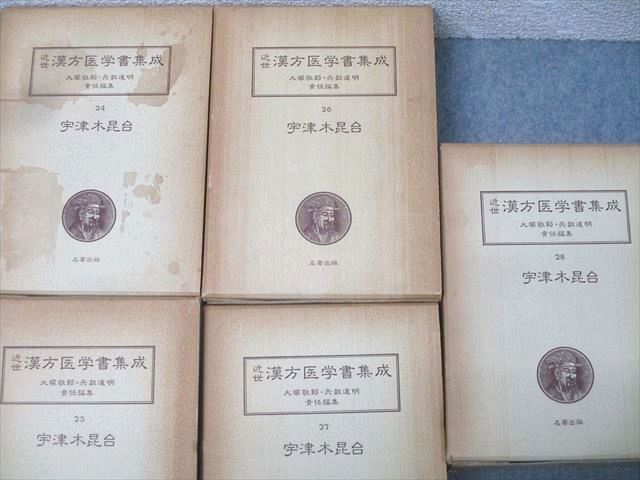 近世 漢方医学書集成
大塚敬節・矢数道明
責任編集
24
宇津木昆台
名著出版
近世 漢方医学書集成
大塚敬節・矢数道明
責任編集
26
宇津木昆台
名著出版
近世 漢方医学書集成
大塚敬節・矢数道明
責任編集
28
宇津木昆台
名著出版
近世 漢方医学書集成
大塚敬節・矢数道明
責任編集
25
宇津木昆台
近世 漢方医学書集成
大塚敬節・矢数道明
責任編集
27
宇津木昆台